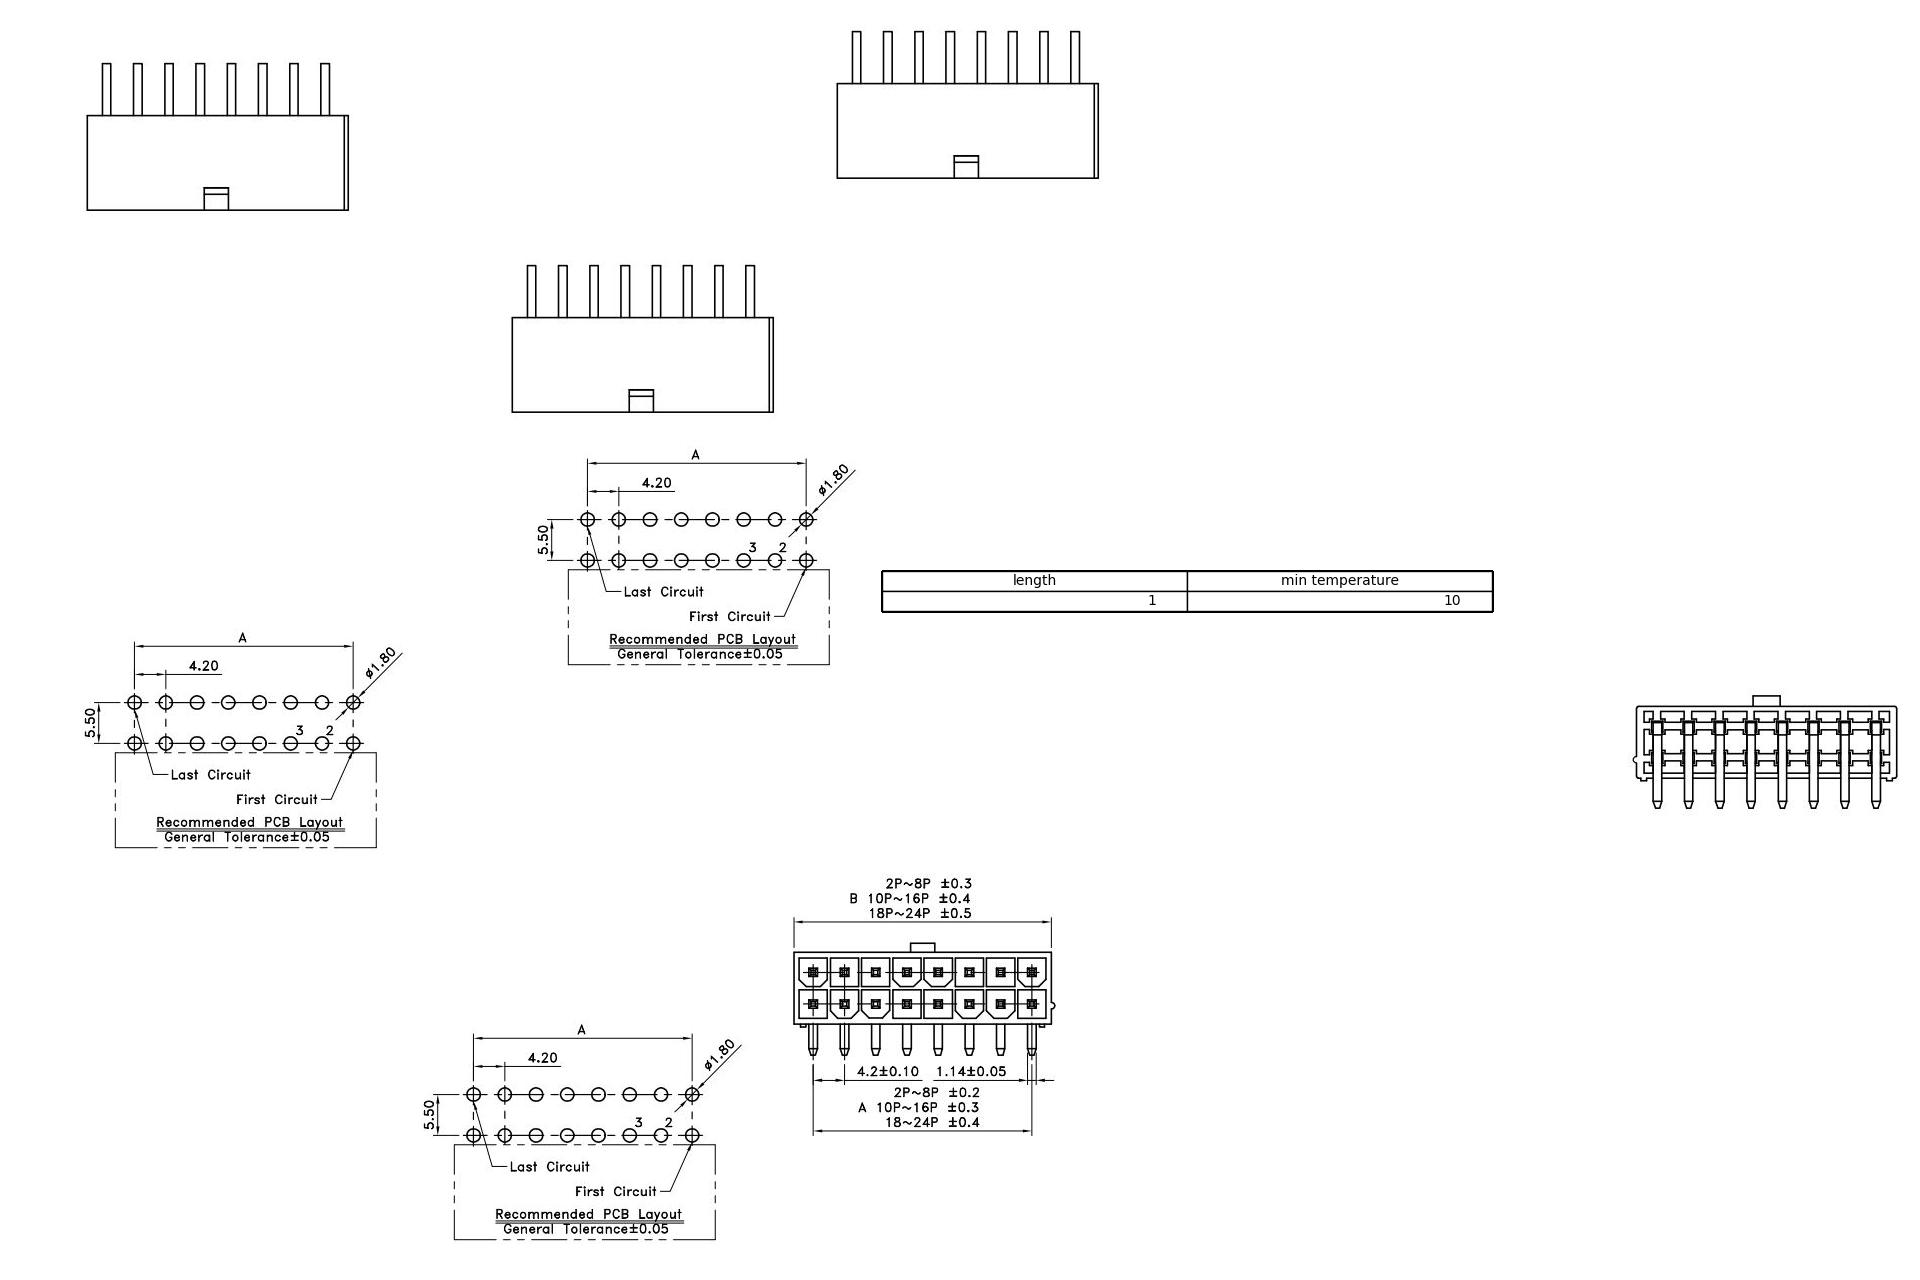 A
4.20
ø1.80
5.50
3 2
Last Circuit
First Circuit
Recommended PCB Layout
General Tolerance±0.05
length min temperature
1 10
A
4.20
ø1.80
5.50
3 2
Last Circuit
First Circuit
Recommended PCB Layout
General Tolerance±0.05
2P~8P ±0.3
B 10P~16P ±0.4
18P~24P ±0.5
4.2±0.10 1.14±0.05
2P~8P ±0.2
A 10P~16P ±0.3
18~24P ±0.4
A
4.20
ø1.80
5.50
3 2
Last Circuit
First Circuit
Recommended PCB Layout
General Tolerance±0.05